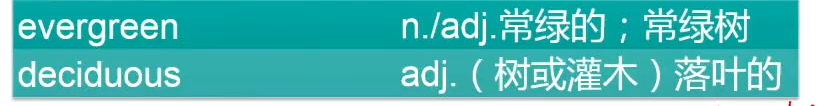 evergreen n./adj.常绿的；常绿树
deciduous adj.（树或灌木）落叶的